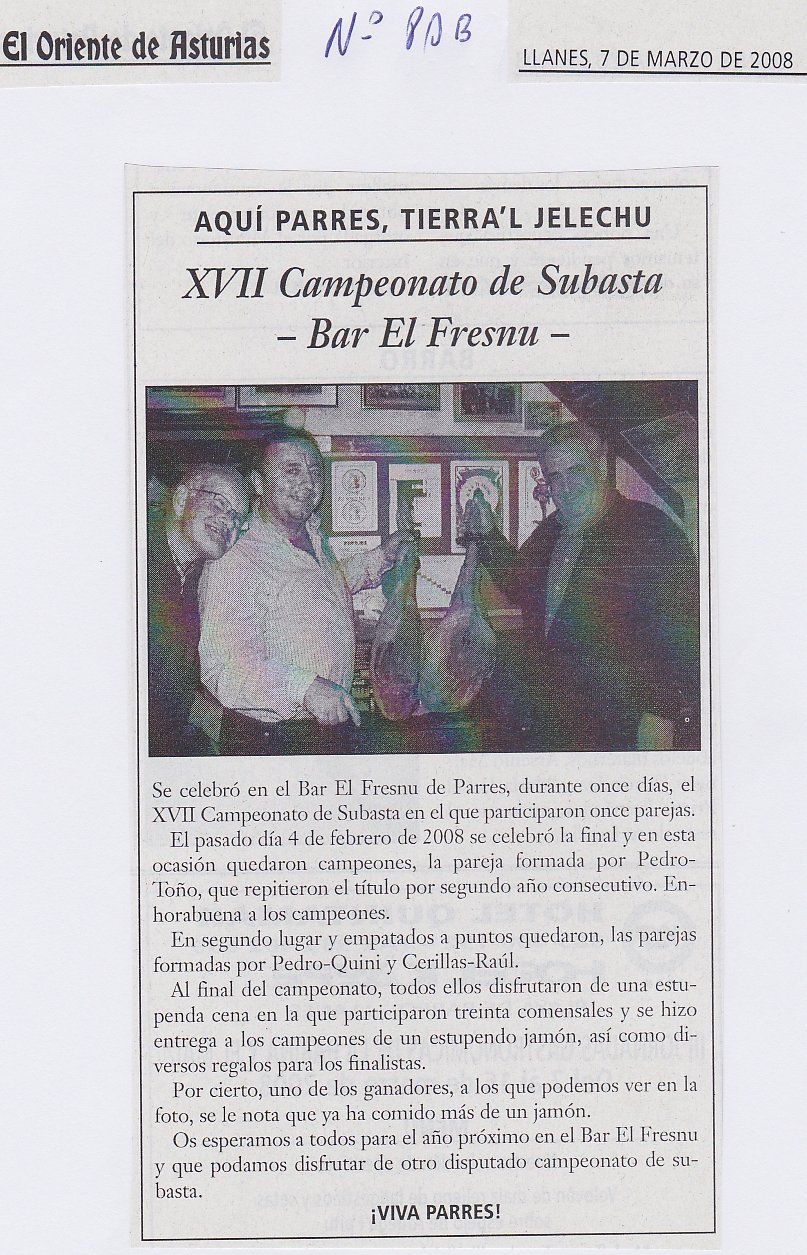 El Oriente de Asturias
Nº 8 AB
LLANES, 7 DE MARZO DE 2008
AQUÍ PARRES, TIERRA'L JELECHU
XVII Campeonato de Subasta
– Bar El Fresnu –
Se celebró en el Bar El Fresnu de Parres, durante once días, el
XVII Campeonato de Subasta en el que participaron once parejas.
El pasado día 4 de febrero de 2008 se celebró la final y en esta
ocasión quedaron campeones, la pareja formada por Pedro-
Toño, que repitieron el título por segundo año consecutivo. En-
horabuena a los campeones.
En segundo lugar y empatados a puntos quedaron, las parejas
formadas por Pedro-Quini y Cerillas-Raúl.
Al final del campeonato, todos ellos disfrutaron de una estu-
penda cena en la que participaron treinta comensales y se hizo
entrega a los campeones de un estupendo jamón, así como di-
versos regalos para los finalistas.
Por cierto, uno de los ganadores, a los que podemos ver en la
foto, se le nota que ya ha comido más de un jamón.
Os esperamos a todos para el año próximo en el Bar El Fresnu
y que podamos disfrutar de otro disputado campeonato de su-
basta.
¡VIVA PARRES!